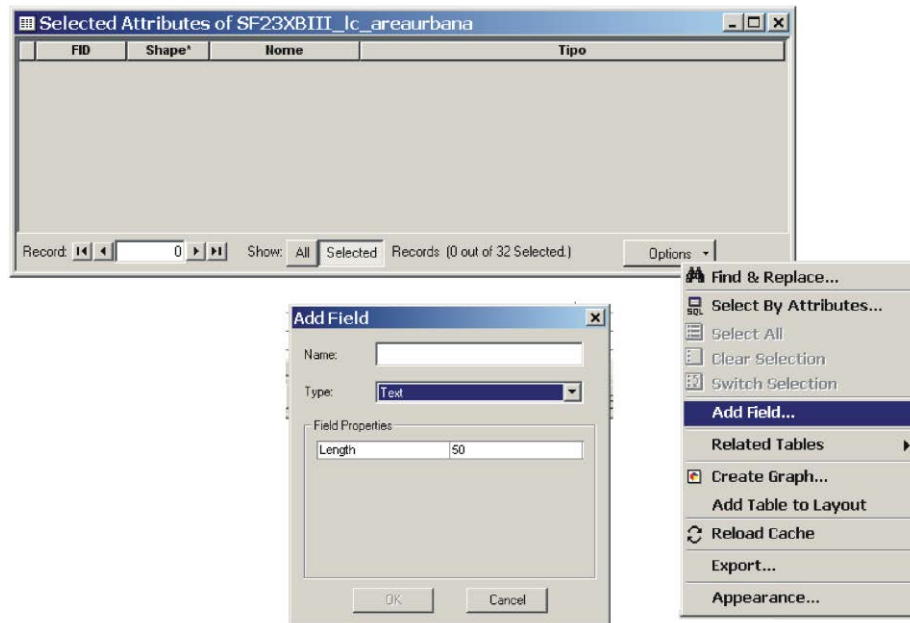 Selected Attributes of SF23XBIII_lc_areaurbana
FID Shape* Nome Tipo
Record: 0 Show: All Selected Records (0 out of 32 Selected.) Options
Find & Replace...
SQL Select By Attributes...
Select All
Clear Selection
Switch Selection
Add Field...
Related Tables
Create Graph...
Add Table to Layout
Reload Cache
Export...
Appearance...
Add Field
Name:
Type: Text
Field Properties
Length 50
OK Cancel